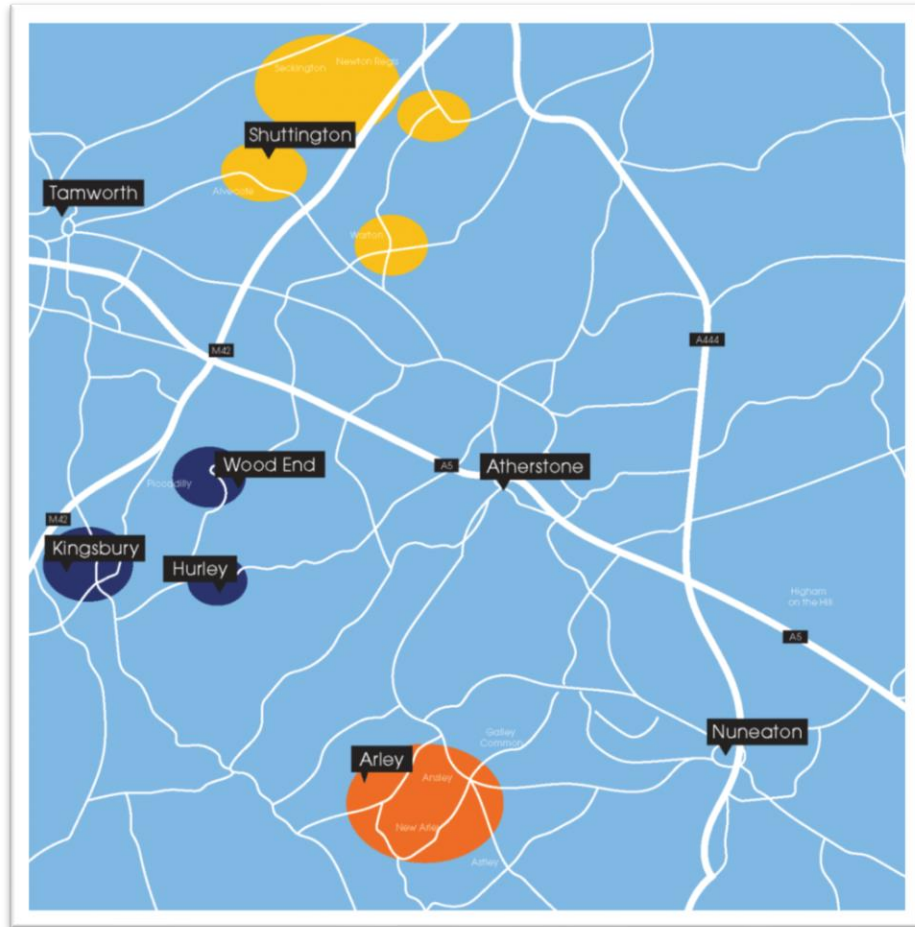 Seckington
Newton Regis
Shuttington
Tamworth
Alvecote
Warton
M42
A444
Wood End
A5
Atherstone
Piccadilly
M42
Kingsbury
Hurley
Higham
on the Hill
A5
Galley
Common
Nuneaton
Arley
Ansley
New Arley
Astley